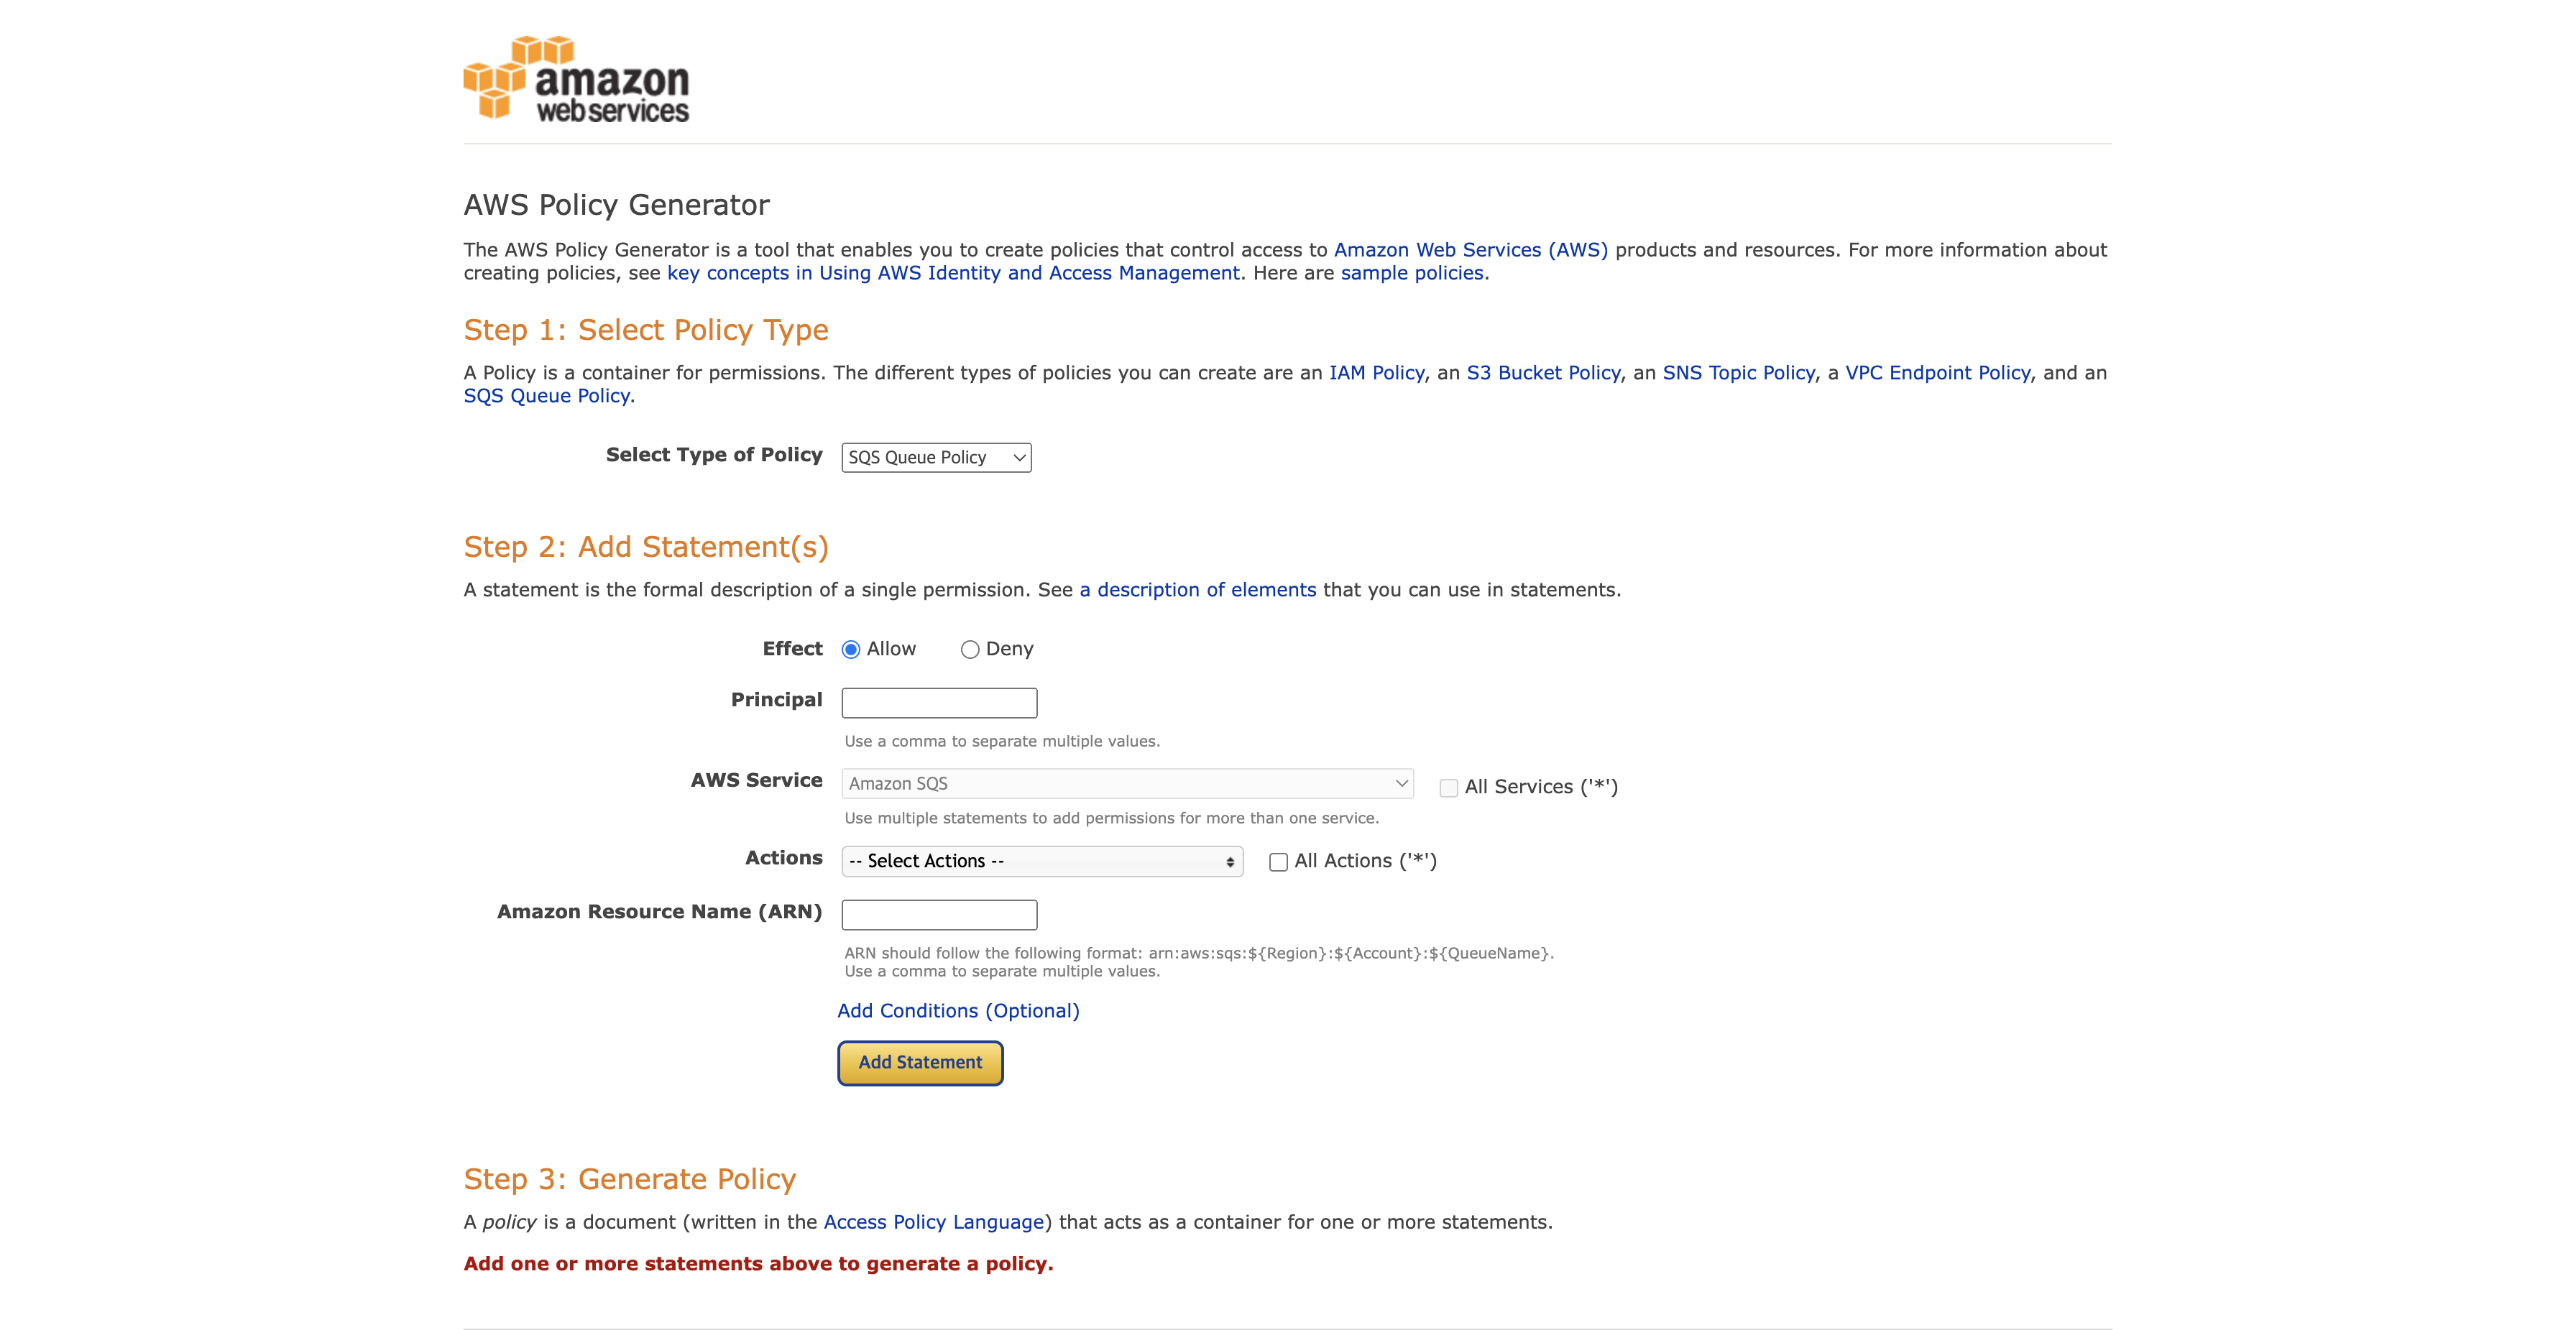 amazon
webservices
AWS Policy Generator
The AWS Policy Generator is a tool that enables you to create policies that control access to Amazon Web Services (AWS) products and resources. For more information about
creating policies, see key concepts in Using AWS Identity and Access Management. Here are sample policies.
Step 1: Select Policy Type
A Policy is a container for permissions. The different types of policies you can create are an IAM Policy, an S3 Bucket Policy, an SNS Topic Policy, a VPC Endpoint Policy, and an
SQS Queue Policy.
Select Type of Policy SQS Queue Policy
Step 2: Add Statement(s)
A statement is the formal description of a single permission. See a description of elements that you can use in statements.
Effect Allow Deny
Principal
Use a comma to separate multiple values.
AWS Service Amazon SQS All Services ('*')
Use multiple statements to add permissions for more than one service.
Actions -- Select Actions -- All Actions ('*')
Amazon Resource Name (ARN)
ARN should follow the following format: arn:aws:sqs:${Region}:${Account}:${QueueName}.
Use a comma to separate multiple values.
Add Conditions (Optional)
Add Statement
Step 3: Generate Policy
A policy is a document (written in the Access Policy Language) that acts as a container for one or more statements.
Add one or more statements above to generate a policy.